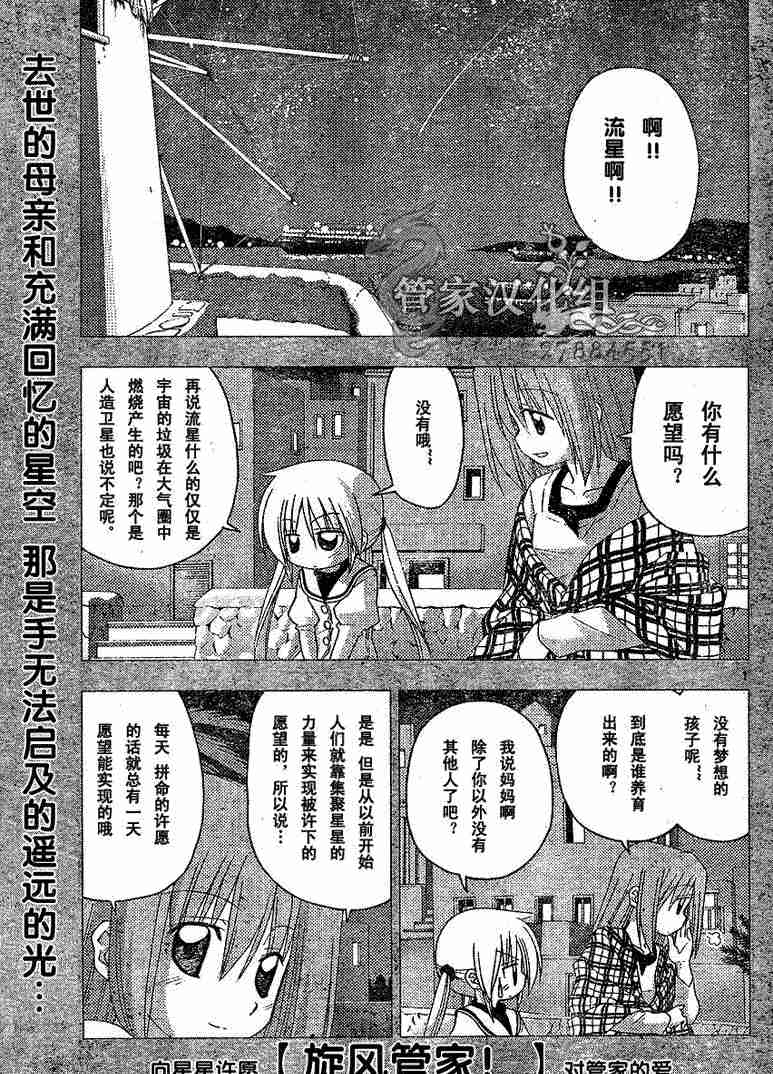 去世的母亲和充满回忆的星空 那是手无法启及的遥远的光…
啊!!
流星啊!!
管家汉化组
27884551
你有什么
愿望吗?
没有哦~
再说流星什么的仅仅是
宇宙的垃圾在大气圈中
燃烧产生的吧?那个是
人造卫星也说不定呢。
1
没有梦想的
孩子呢~
到底是谁养育
出来的啊?
我说妈妈啊
除了你以外没有
其他人了吧?
是是 但是从以前开始
人们就靠集聚星星的
力量来实现被许下的
愿望的,所以说…
每天 拼命的许愿
的话就总有一天
愿望能实现的哦
向星星许愿【旋风管家!】对管家的爱